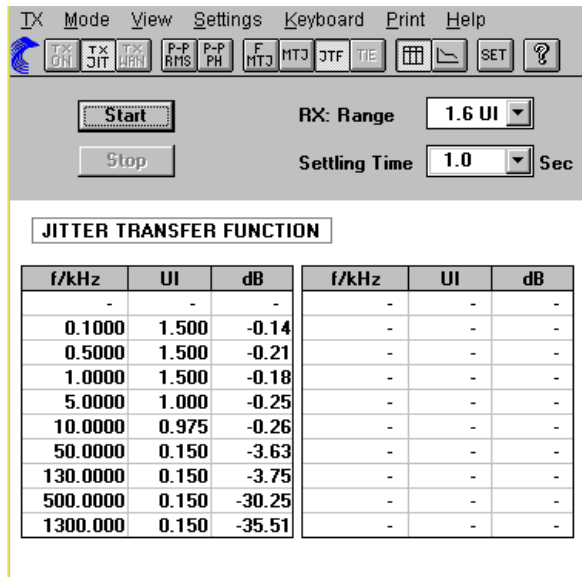 TX Mode View Settings Keyboard Print Help
TX ON TX JIT TX WAN P-P RMS P-P PH F MTJ MTJ JTF TIE SET ?
Start RX: Range 1.6 UI
Stop Settling Time 1.0 Sec
JITTER TRANSFER FUNCTION
f/kHz UI dB f/kHz UI dB
- - - - - -
0.1000 1.500 -0.14 - - -
0.5000 1.500 -0.21 - - -
1.0000 1.500 -0.18 - - -
5.0000 1.000 -0.25 - - -
10.0000 0.975 -0.26 - - -
50.0000 0.150 -3.63 - - -
130.0000 0.150 -3.75 - - -
500.0000 0.150 -30.25 - - -
1300.000 0.150 -35.51 - - -